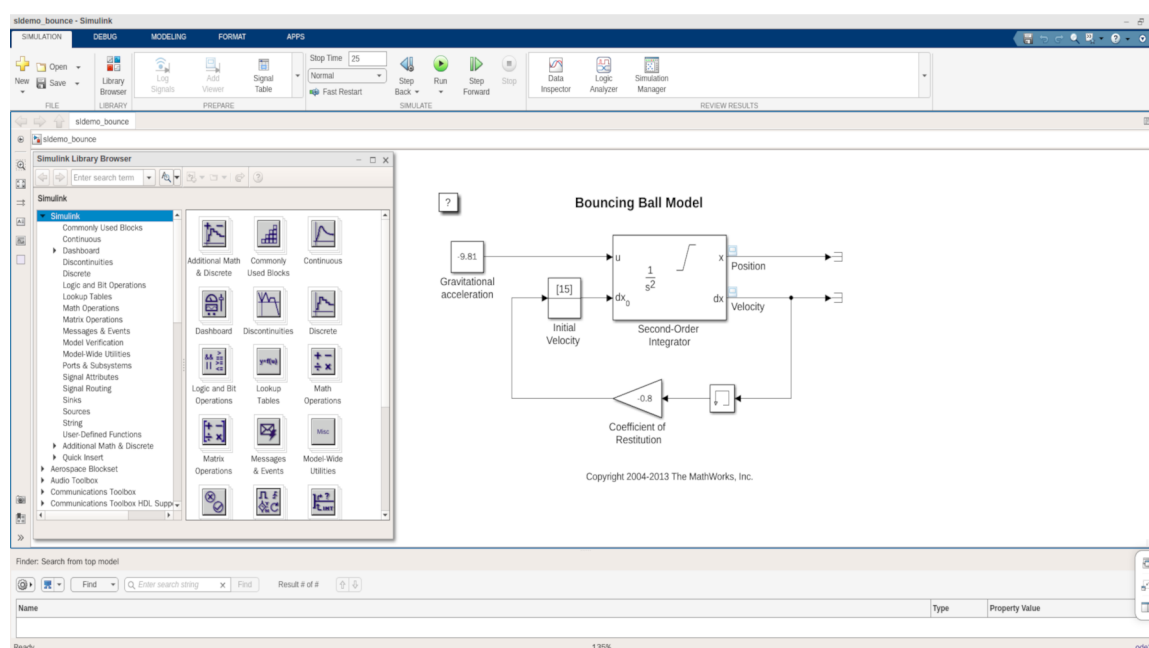 sldemo_bounce - Simulink
SIMULATION DEBUG MODELING FORMAT APPS
New
Open
Save
FILE
Library Browser
LIBRARY
Log Signals
Add Viewer
Signal Table
PREPARE
Stop Time 25
Normal
Fast Restart
Step Back
Run
Step Forward
Stop
SIMULATE
Data Inspector
Logic Analyzer
Simulation Manager
REVIEW RESULTS
sldemo_bounce
sldemo_bounce
Simulink Library Browser
Enter search term
Simulink
Simulink
Commonly Used Blocks
Continuous
Dashboard
Discontinuities
Discrete
Logic and Bit Operations
Lookup Tables
Math Operations
Matrix Operations
Messages & Events
Model Verification
Model-Wide Utilities
Ports & Subsystems
Signal Attributes
Signal Routing
Sinks
Sources
String
User-Defined Functions
Additional Math & Discrete
Quick Insert
Aerospace Blockset
Audio Toolbox
Communications Toolbox
Communications Toolbox HDL Supp
Additional Math
& Discrete
Commonly
Used Blocks
Continuous
Dashboard
Discontinuities
Discrete
Logic and Bit
Operations
y=f(u)
Lookup
Tables
Math
Operations
Matrix
Operations
Messages
& Events
Misc
Model-Wide
Utilities
?
Bouncing Ball Model
-9.81
Gravitational
acceleration
[15]
Initial
Velocity
u
dx0
1
s2
x
dx
Second-Order
Integrator
Position
Velocity
-0.8
Coefficient of
Restitution
Copyright 2004-2013 The MathWorks, Inc.
Finder: Search from top model
Find
Enter search string
Find
Result # of #
Name Type Property Value
Ready 135%